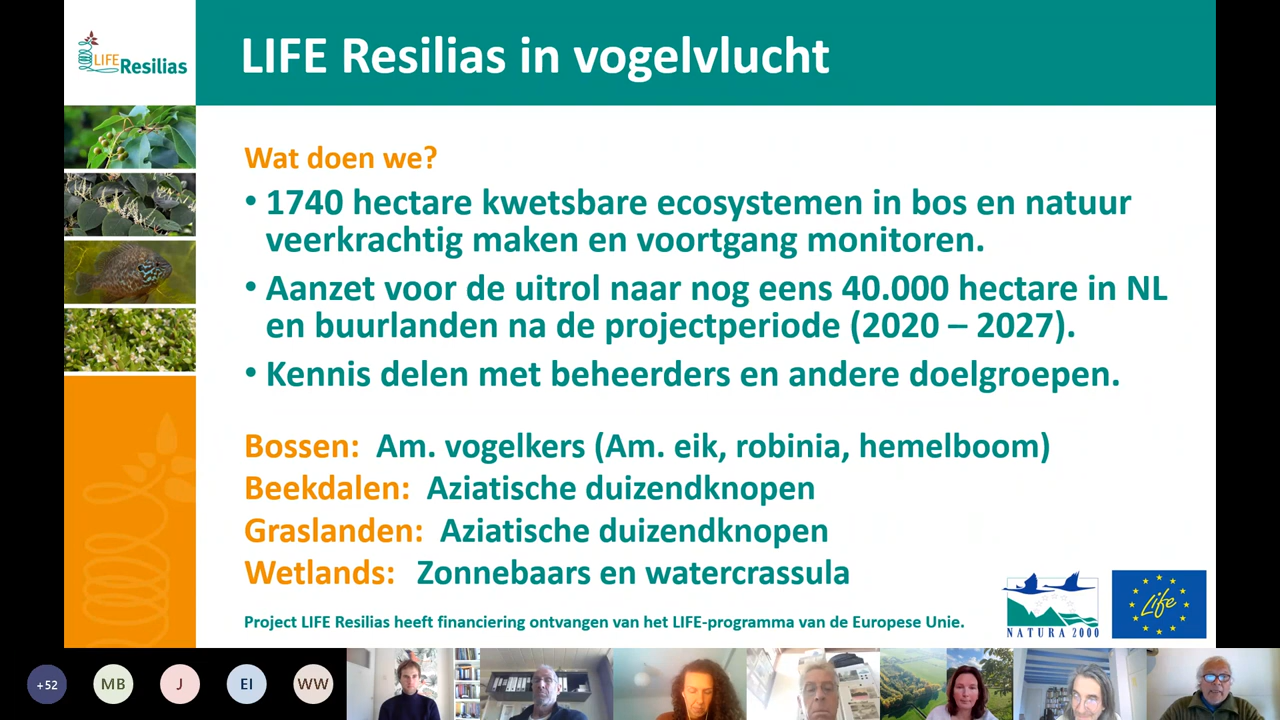 LIFE Resilias
LIFE Resilias in vogelvlucht
Wat doen we?
• 1740 hectare kwetsbare ecosystemen in bos en natuur
veerkrachtig maken en voortgang monitoren.
• Aanzet voor de uitrol naar nog eens 40.000 hectare in NL
en buurlanden na de projectperiode (2020 – 2027).
• Kennis delen met beheerders en andere doelgroepen.
Bossen: Am. vogelkers (Am. eik, robinia, hemelboom)
Beekdalen: Aziatische duizendknopen
Graslanden: Aziatische duizendknopen
Wetlands: Zonnebaars en watercrassula
Project LIFE Resilias heeft financiering ontvangen van het LIFE-programma van de Europese Unie.
NATURA 2000
Life
+52 MB J EI WW